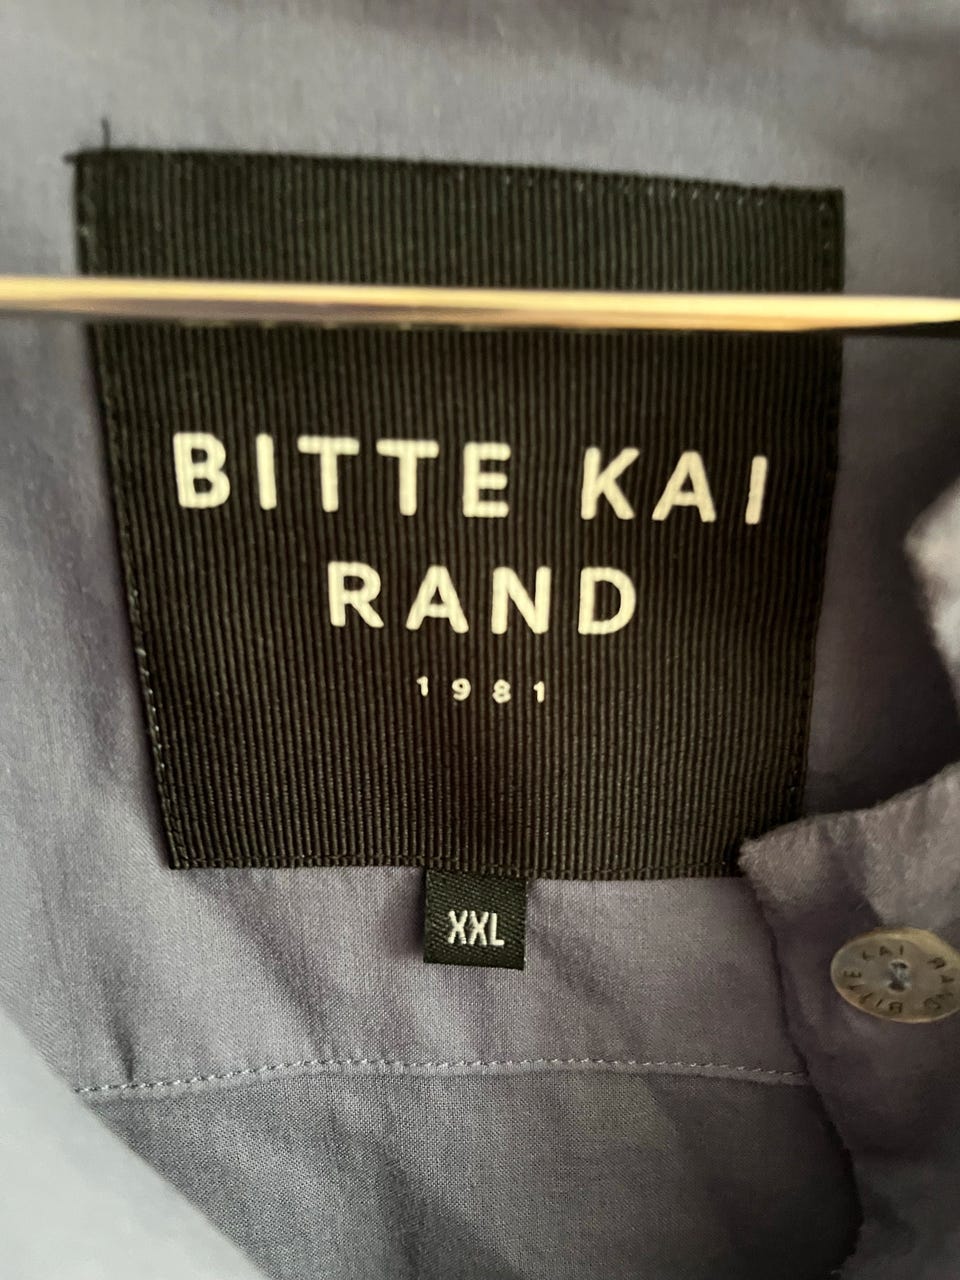 BITTE KAI
RAND
1981
XXL
BITTE KAI RAND